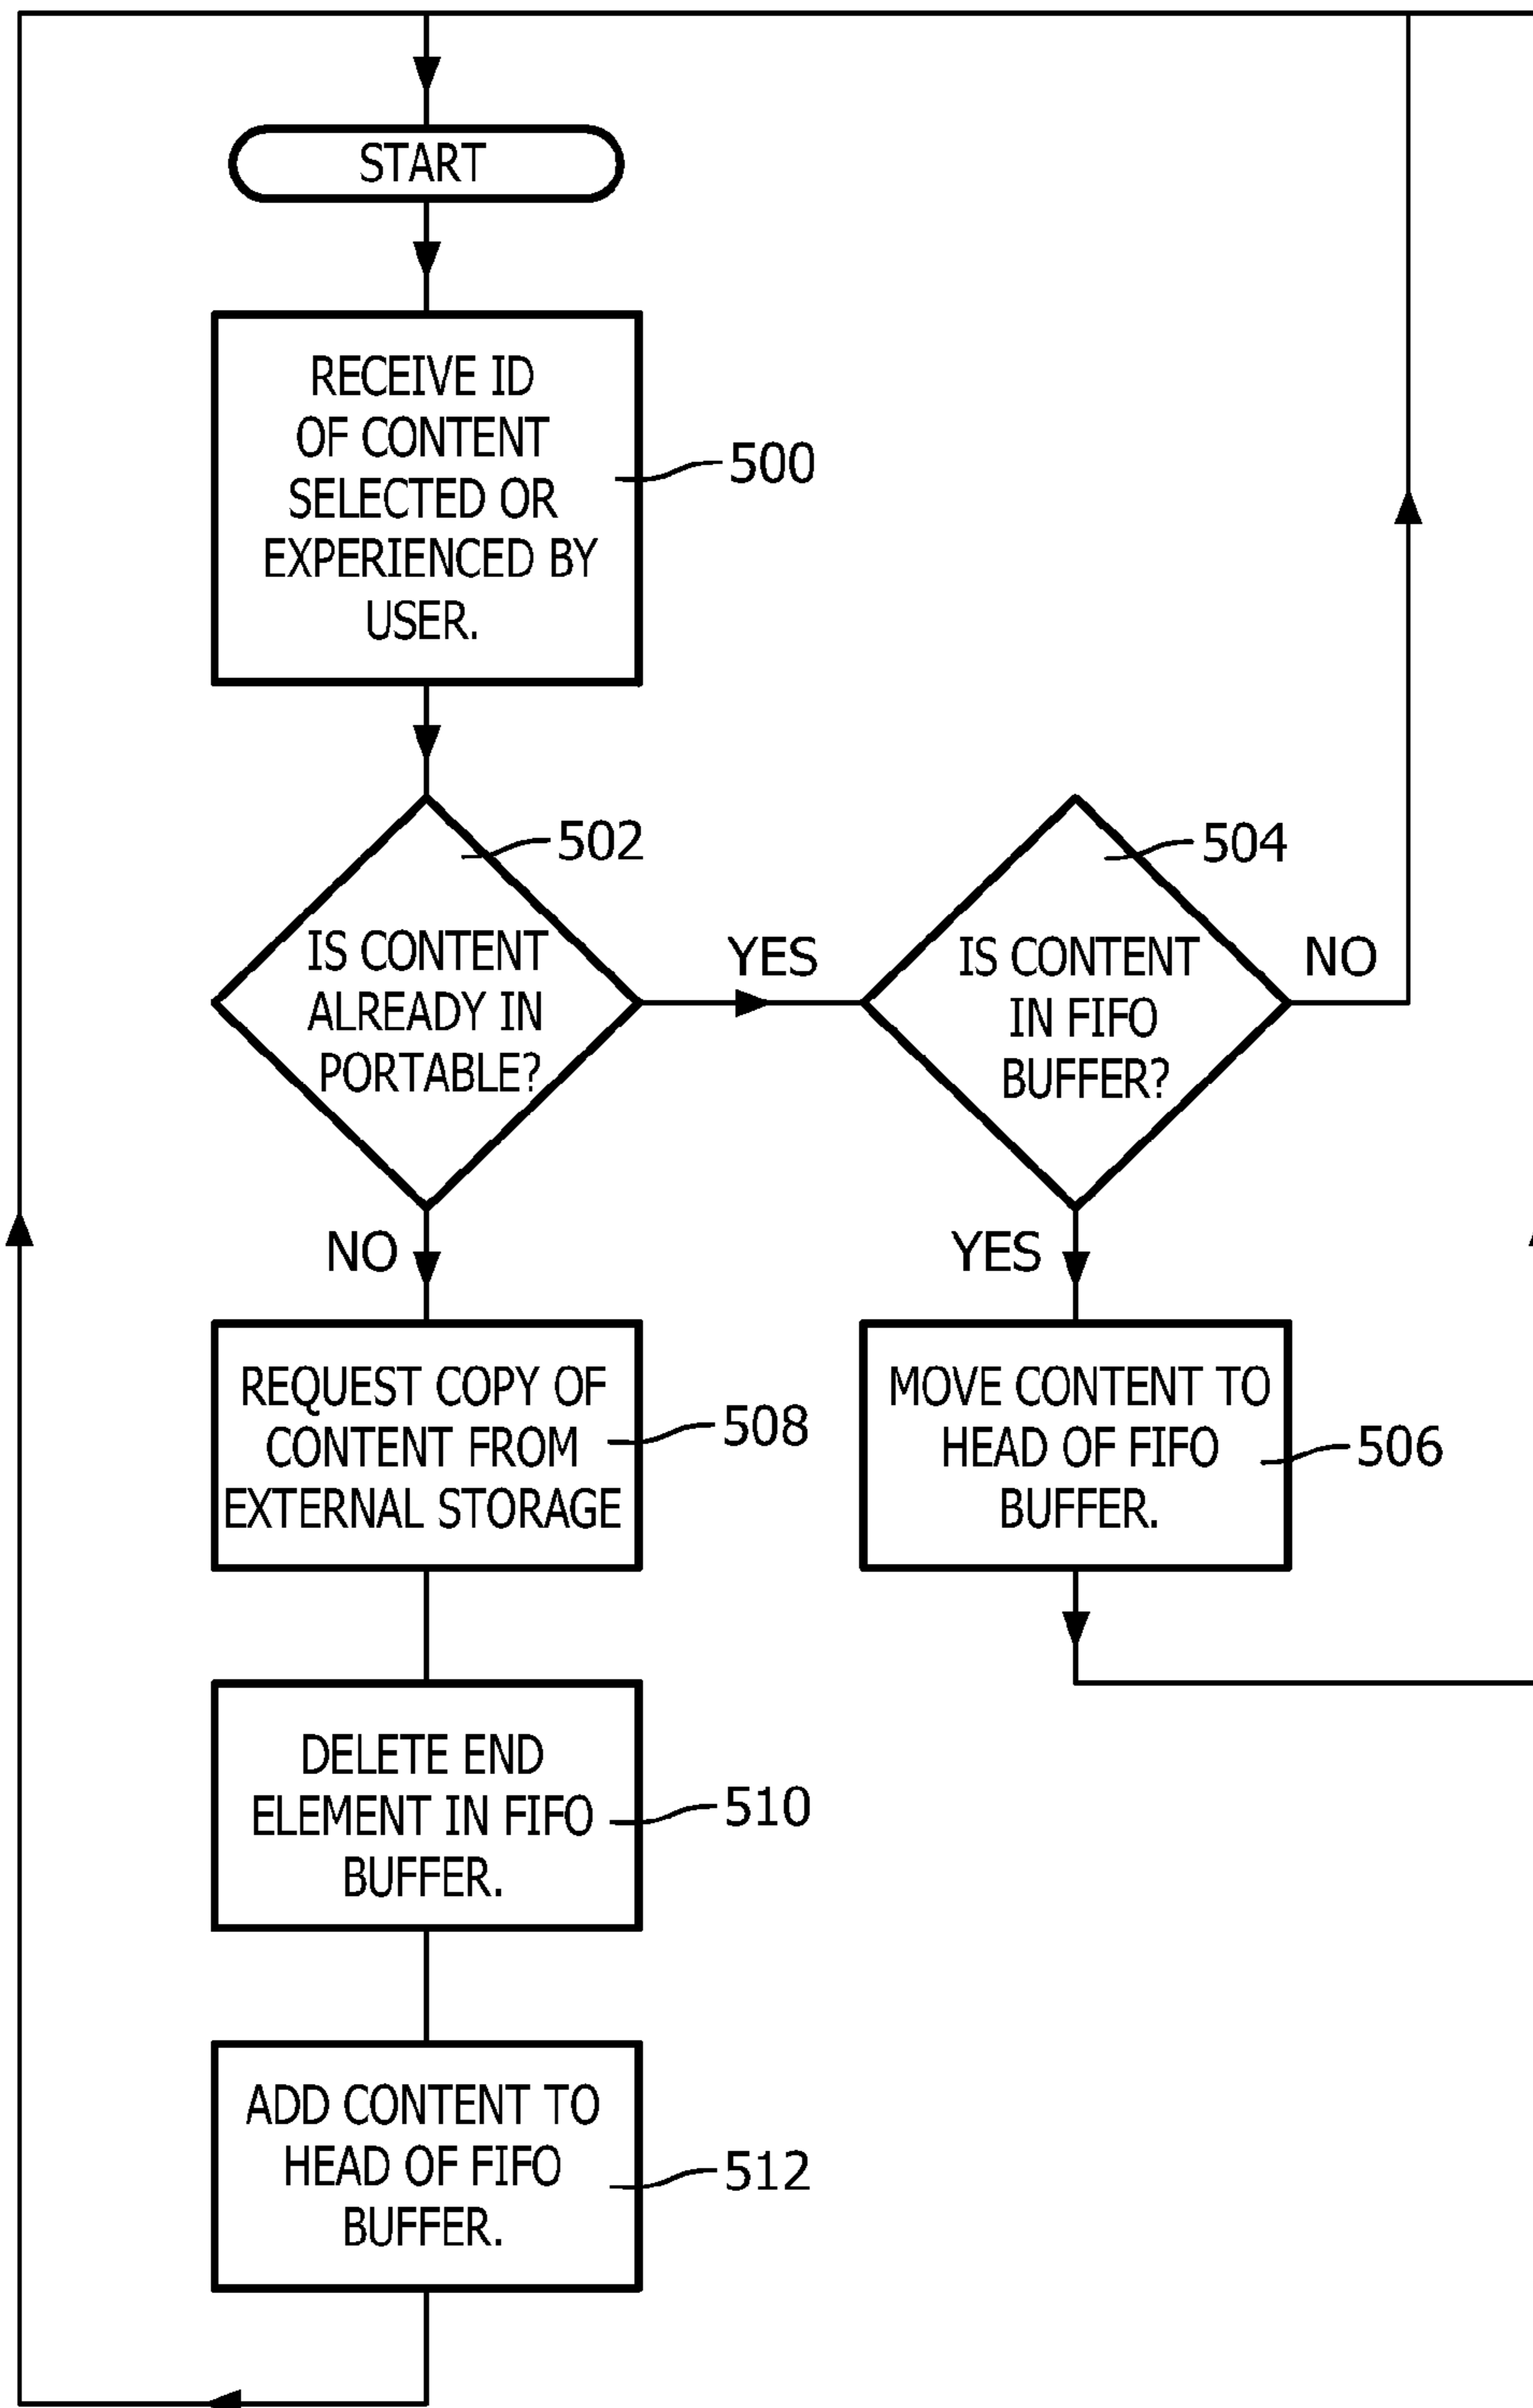 START
RECEIVE ID
OF CONTENT
SELECTED OR
EXPERIENCED BY
USER.
500
502
IS CONTENT
ALREADY IN
PORTABLE?
YES
504
IS CONTENT
IN FIFO
BUFFER?
NO
NO
YES
REQUEST COPY OF
CONTENT FROM
EXTERNAL STORAGE
508
MOVE CONTENT TO
HEAD OF FIFO
BUFFER.
506
DELETE END
ELEMENT IN FIFO
BUFFER.
510
ADD CONTENT TO
HEAD OF FIFO
BUFFER.
512